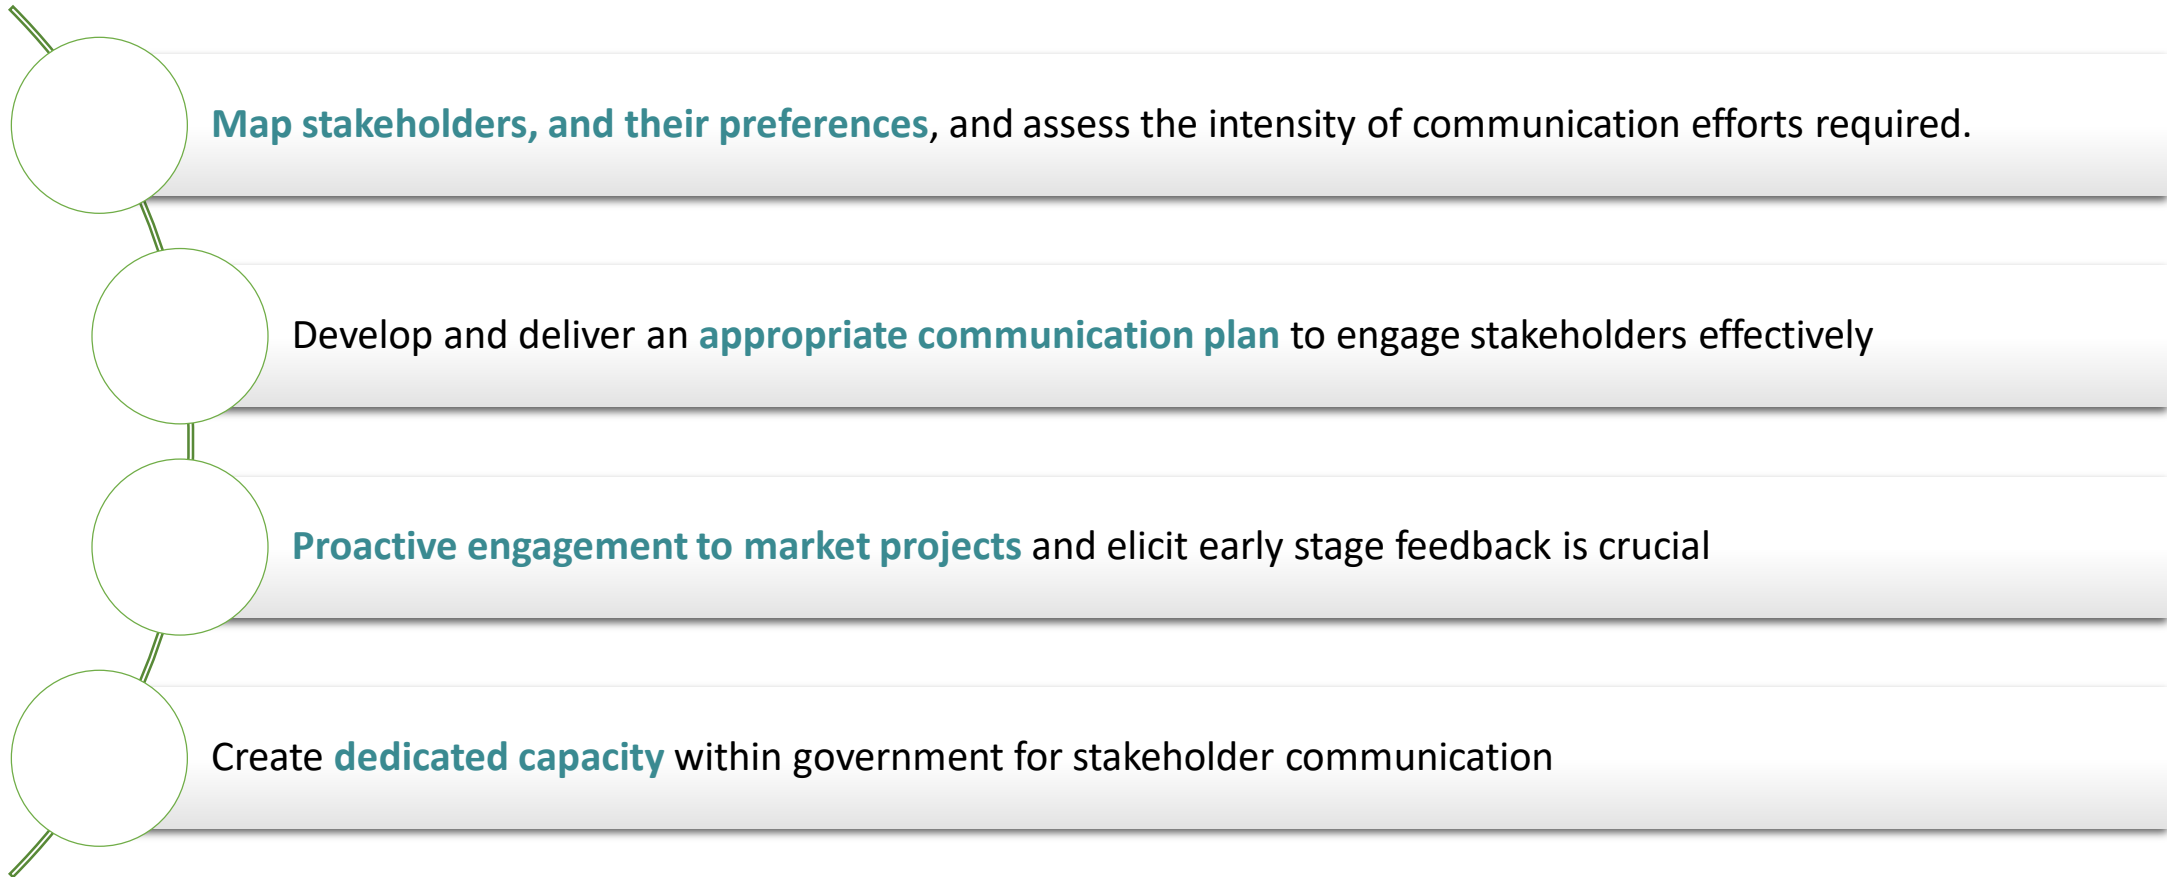 Map stakeholders, and their preferences, and assess the intensity of communication efforts required.
Develop and deliver an appropriate communication plan to engage stakeholders effectively
Proactive engagement to market projects and elicit early stage feedback is crucial
Create dedicated capacity within government for stakeholder communication